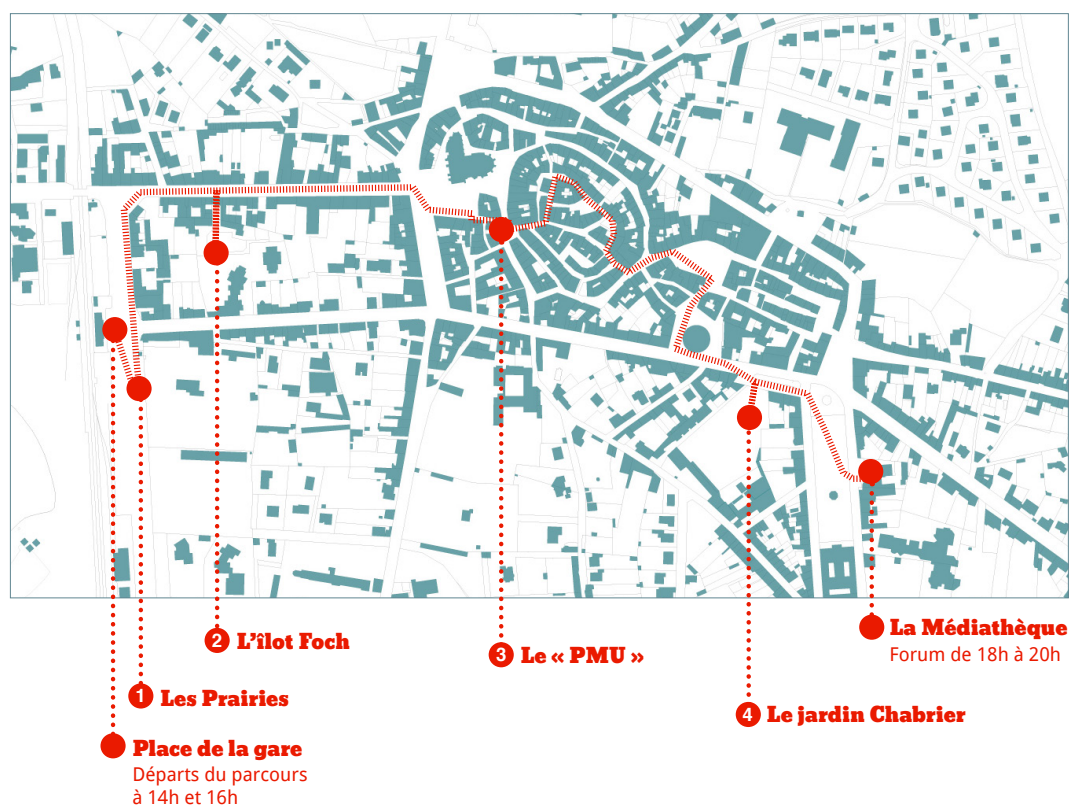 2 L'îlot Foch
3 Le « PMU »
La Médiathèque
Forum de 18h à 20h
1 Les Prairies
4 Le jardin Chabrier
Place de la gare
Départs du parcours
à 14h et 16h